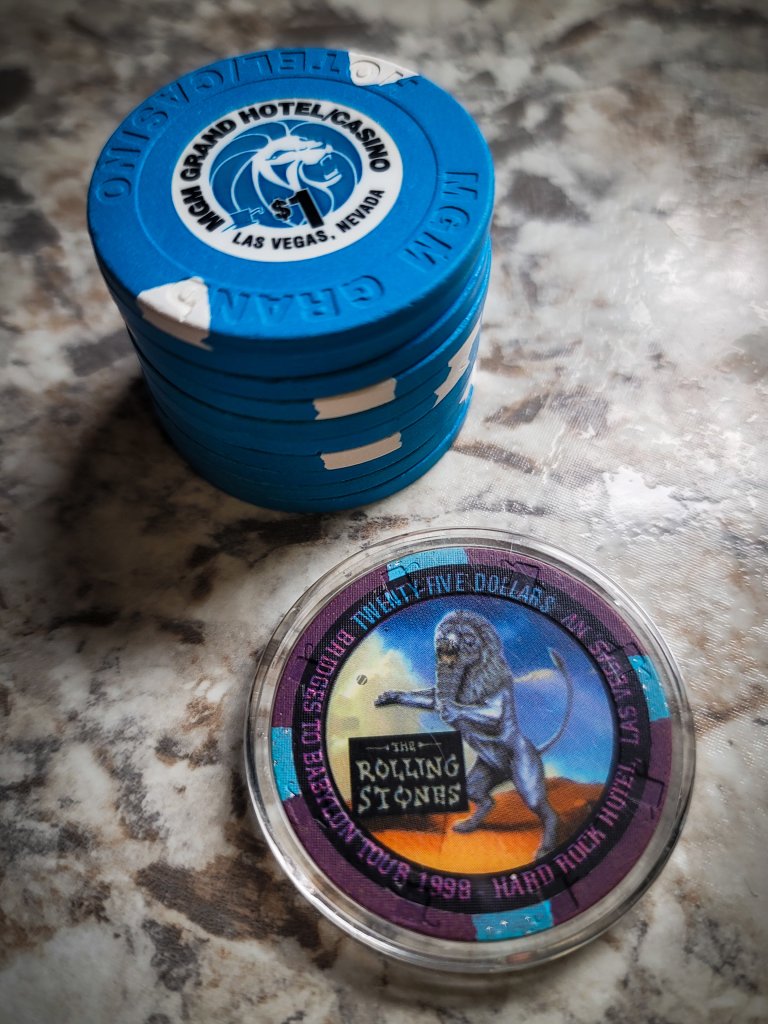 HOTEL/CASINO
MGM GRAND
MGM GRAND HOTEL/CASINO
$1
LAS VEGAS, NEVADA
TWENTY-FIVE DOLLARS
THE
ROLLING
STONES
BRIDGES TO BABYLON TOUR 1998
HARD ROCK HOTEL, LAS VEGAS,